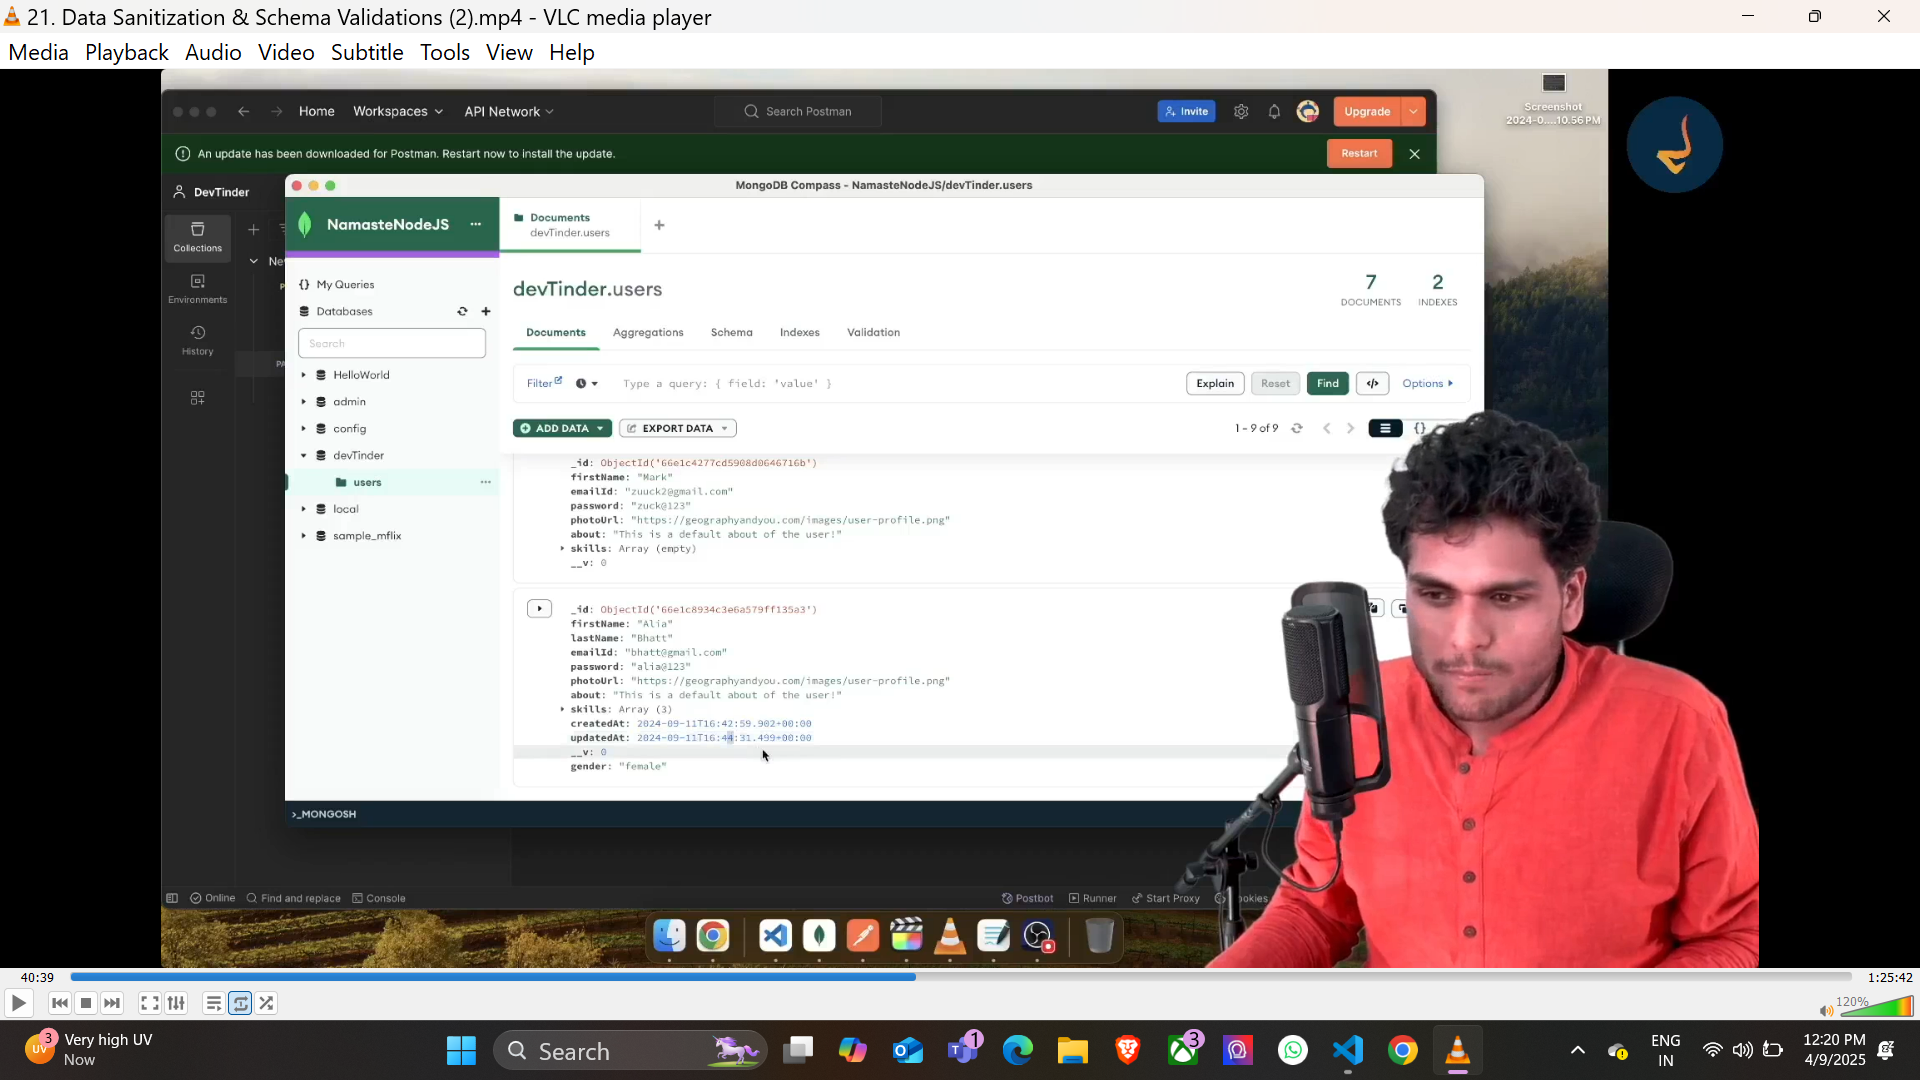 21. Data Sanitization & Schema Validations (2).mp4 - VLC media player
Media Playback Audio Video Subtitle Tools View Help
Home Workspaces API Network Search Postman Invite Upgrade
Screenshot
2024-0....10.56 PM
An update has been downloaded for Postman. Restart now to install the update. Restart
MongoDB Compass - NamasteNodeJS/devTinder.users
DevTinder
Collections
Environments
History
NamasteNodeJS
Documents
devTinder.users
My Queries
Databases
Search
HelloWorld
admin
config
devTinder
users
local
sample_mflix
devTinder.users
7
DOCUMENTS
2
INDEXES
Documents Aggregations Schema Indexes Validation
Filter Type a query: { field: 'value' } Explain Reset Find </> Options
ADD DATA EXPORT DATA 1 – 9 of 9 {}
_id: ObjectId('66e1c4277cd5908d0646716b')
firstName: "Mark"
emailId: "zuuck2@gmail.com"
password: "zuck@123"
photoUrl: "https://geographyandyou.com/images/user-profile.png"
about: "This is a default about of the user!"
skills: Array (empty)
__v: 0
_id: ObjectId('66e1c8934c3e6a579ff135a3')
firstName: "Alia"
lastName: "Bhatt"
emailId: "bhatt@gmail.com"
password: "alia@123"
photoUrl: "https://geographyandyou.com/images/user-profile.png"
about: "This is a default about of the user!"
skills: Array (3)
createdAt: 2024-09-11T16:42:59.902+00:00
updatedAt: 2024-09-11T16:44:31.499+00:00
__v: 0
gender: "female"
>_MONGOSH
Online Find and replace Console Postbot Runner Start Proxy
40:39 1:25:42
120%
3
UV
Very high UV
Now
Search
1
3
ENG
IN
12:20 PM
4/9/2025